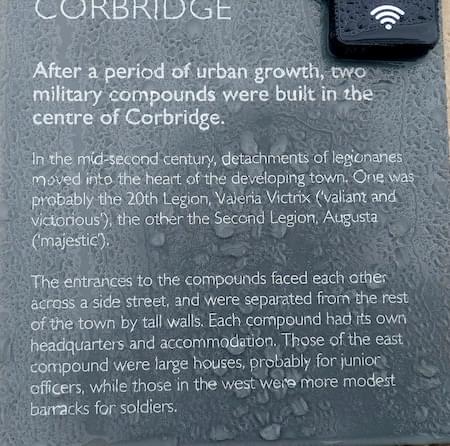 CORBRIDGE
After a period of urban growth, two
military compounds were built in the
centre of Corbridge.
In the mid-second century, detachments of legionaries
moved into the heart of the developing town. One was
probably the 20th Legion, Valeria Victrix ('valiant and
victorious'), the other the Second Legion, Augusta
('majestic').
The entrances to the compounds faced each other
across a side street, and were separated from the rest
of the town by tall walls. Each compound had its own
headquarters and accommodation. Those of the east
compound were large houses, probably for junior
officers, while those in the west were more modest
barracks for soldiers.